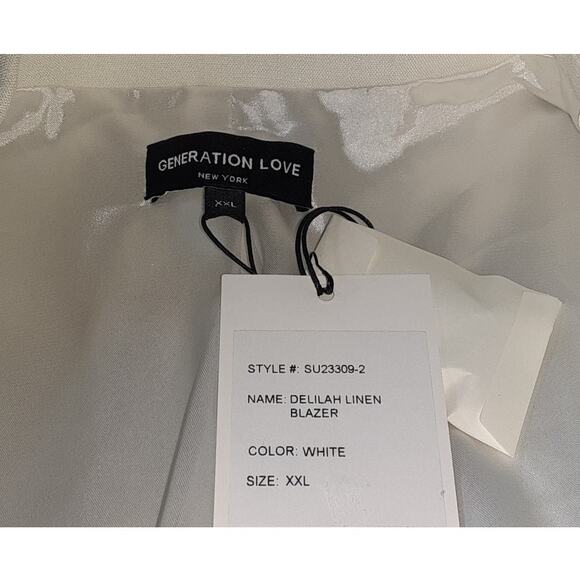 GENERATION LOVE
NEW YORK
XXL
STYLE #: SU23309-2
NAME: DELILAH LINEN
BLAZER
COLOR: WHITE
SIZE: XXL